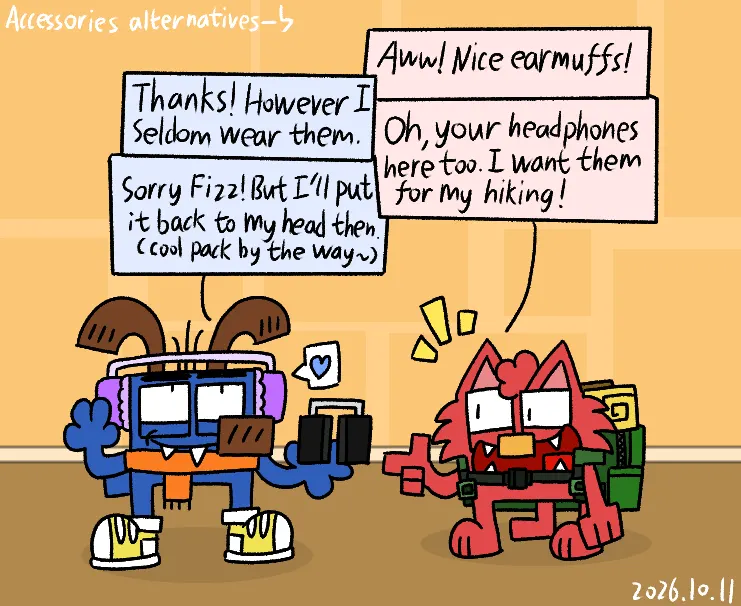 Accessories alternatives-5
Aww! Nice earmuffs!
Thanks! However I
seldom wear them.
Oh, your headphones
here too. I want them
for my hiking!
Sorry Fizz! But I'll put
it back to my head then.
(cool pack by the way~)
2026.10.11